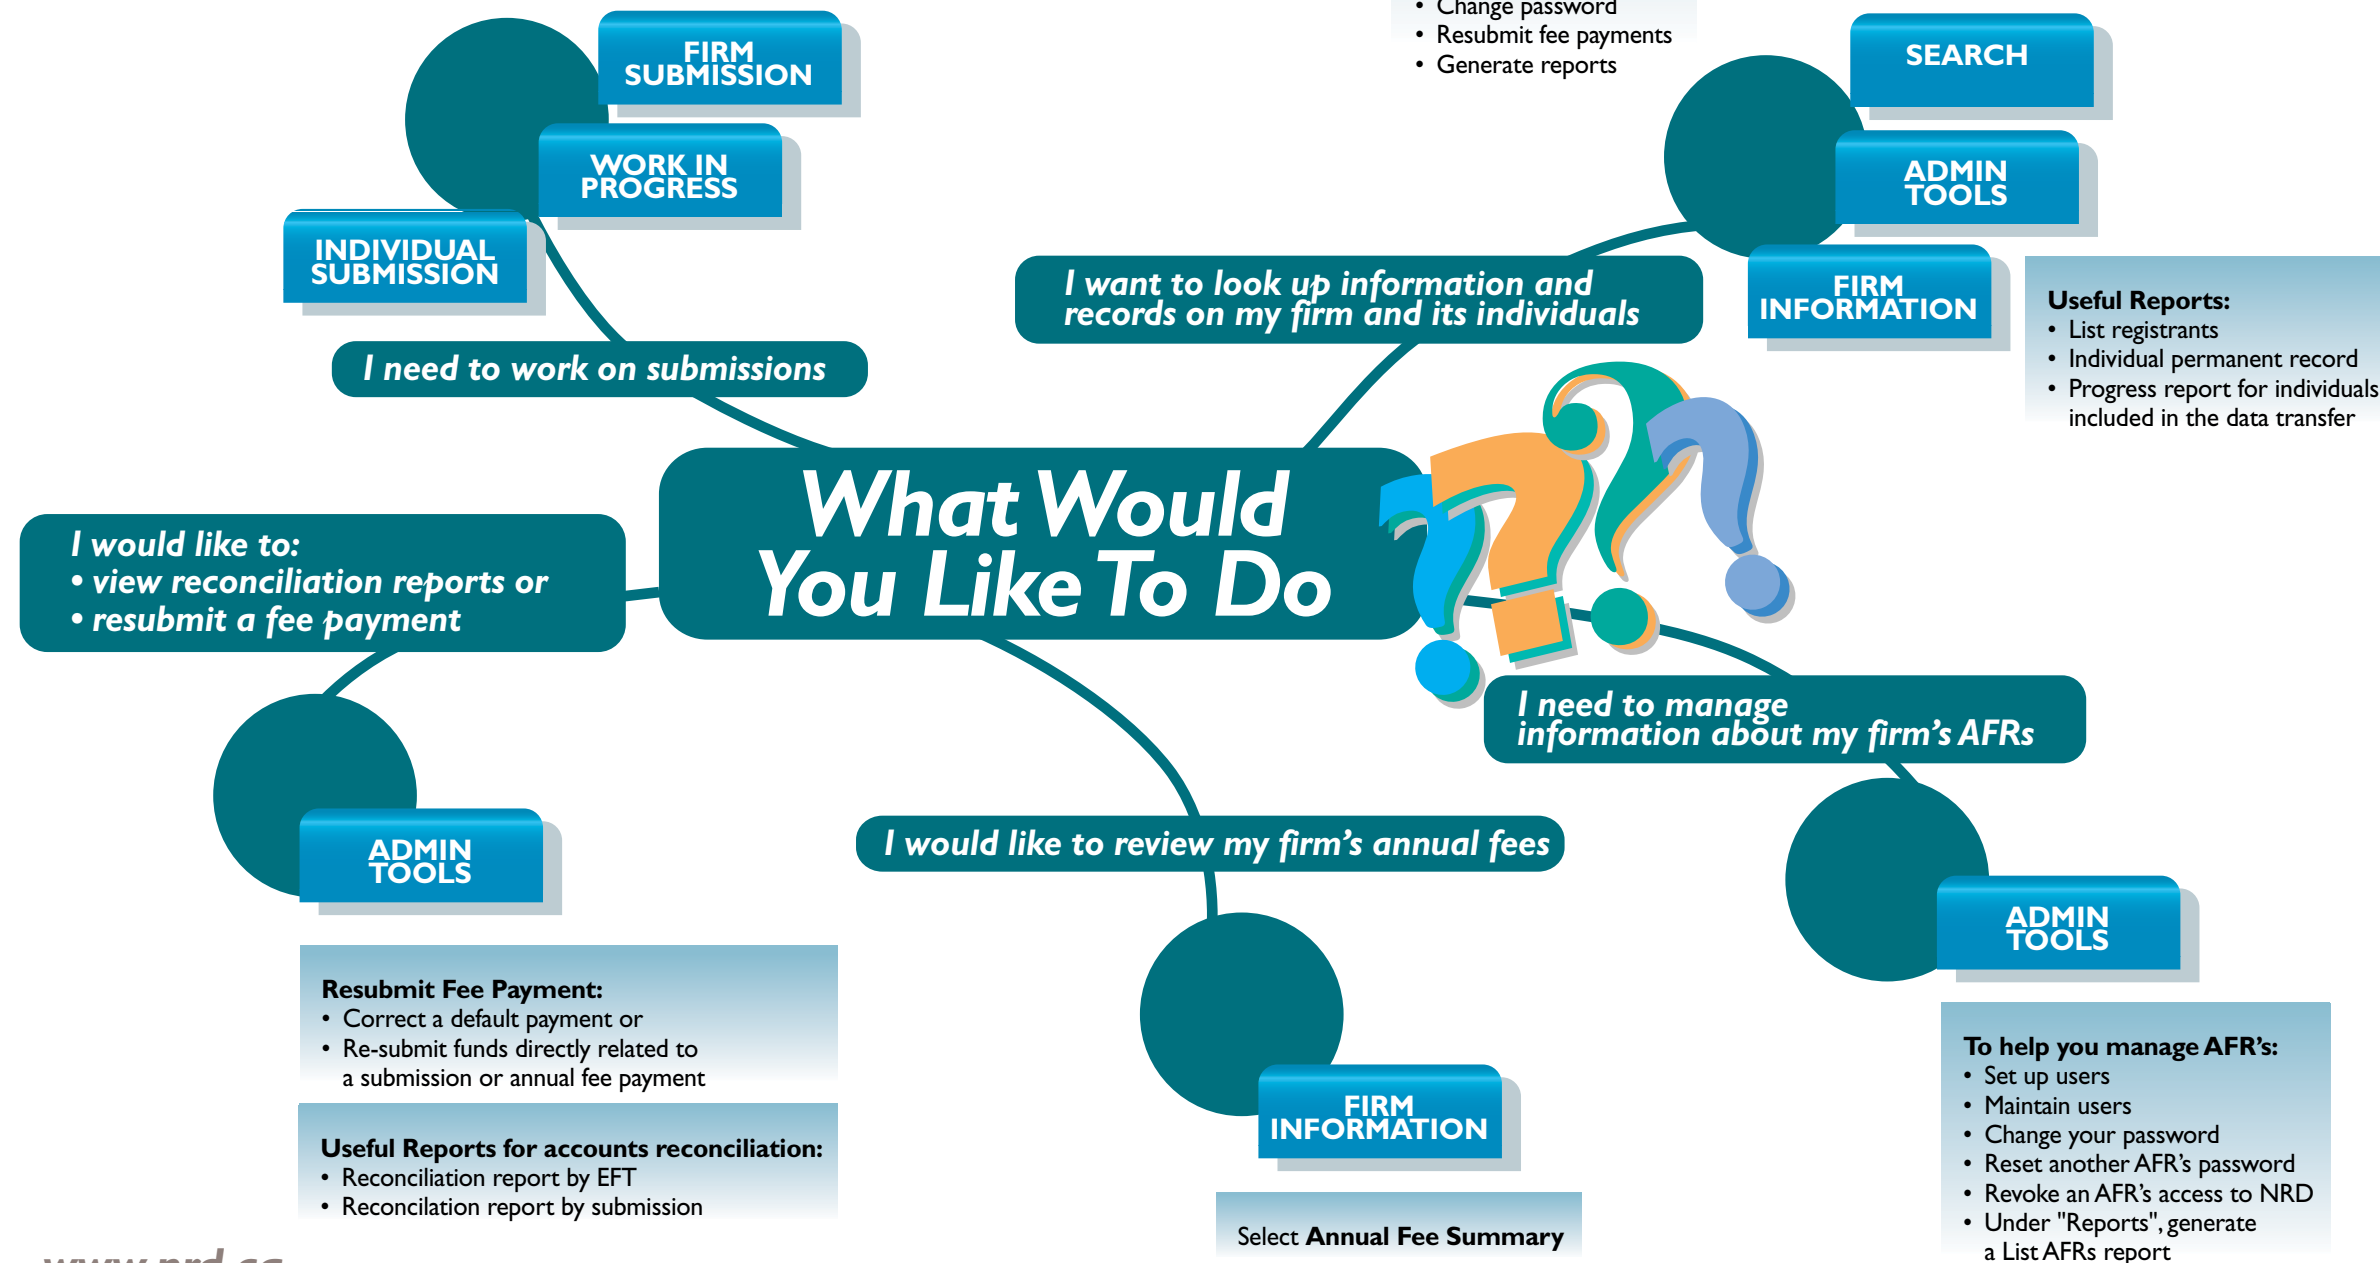 • Change password
• Resubmit fee payments
• Generate reports
FIRM
SUBMISSION
WORK IN
PROGRESS
INDIVIDUAL
SUBMISSION
I need to work on submissions
SEARCH
ADMIN
TOOLS
FIRM
INFORMATION
I want to look up information and
records on my firm and its individuals
Useful Reports:
• List registrants
• Individual permanent record
• Progress report for individuals
included in the data transfer
What Would
You Like To Do
????
I would like to:
• view reconciliation reports or
• resubmit a fee payment
ADMIN
TOOLS
Resubmit Fee Payment:
• Correct a default payment or
• Re-submit funds directly related to
a submission or annual fee payment
Useful Reports for accounts reconciliation:
• Reconciliation report by EFT
• Reconcilation report by submission
I would like to review my firm’s annual fees
FIRM
INFORMATION
Select Annual Fee Summary
I need to manage
information about my firm’s AFRs
ADMIN
TOOLS
To help you manage AFR’s:
• Set up users
• Maintain users
• Change your password
• Reset another AFR’s password
• Revoke an AFR’s access to NRD
• Under "Reports", generate
a List AFRs report
www.nrd.ca